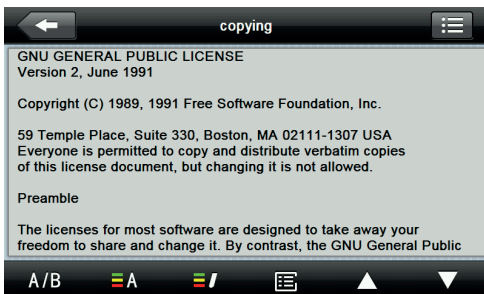 copying
GNU GENERAL PUBLIC LICENSE
Version 2, June 1991
Copyright (C) 1989, 1991 Free Software Foundation, Inc.
59 Temple Place, Suite 330, Boston, MA 02111-1307 USA
Everyone is permitted to copy and distribute verbatim copies
of this license document, but changing it is not allowed.
Preamble
The licenses for most software are designed to take away your
freedom to share and change it. By contrast, the GNU General Public
A/B
A